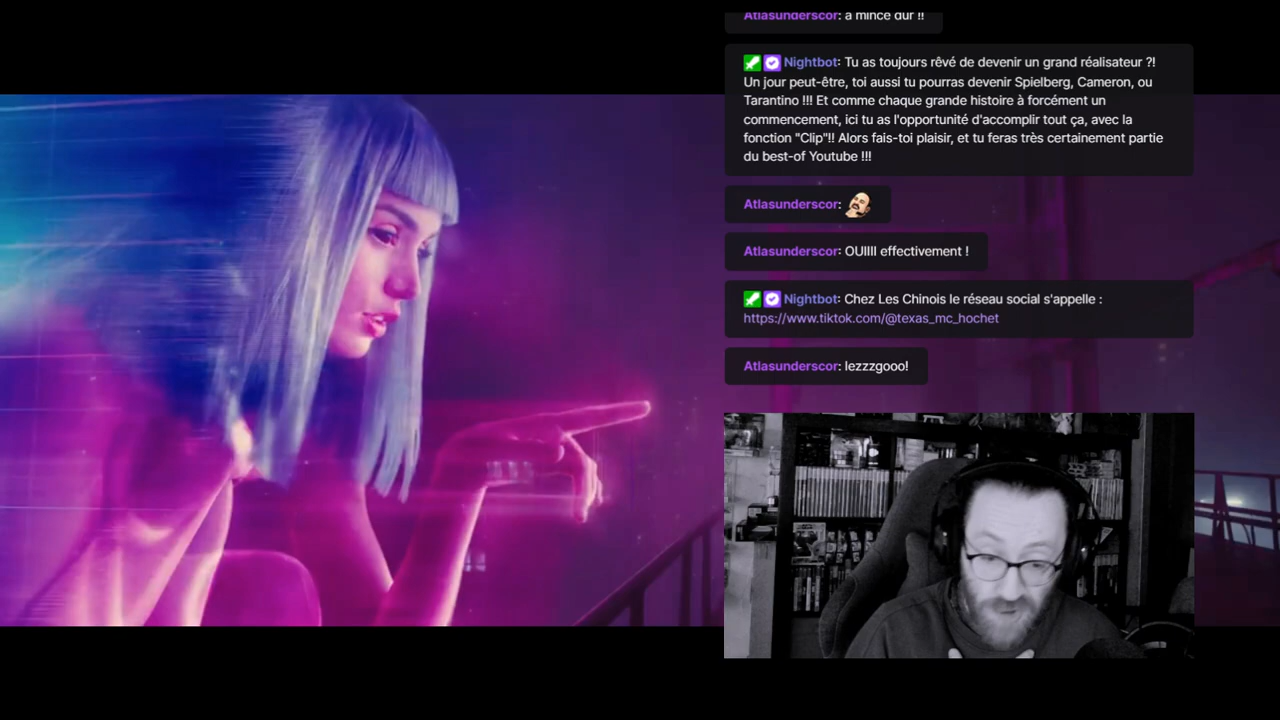 Atlasunderscor: a mince dur !!
Nightbot: Tu as toujours rêvé de devenir un grand réalisateur ?!
Un jour peut-être, toi aussi tu pourras devenir Spielberg, Cameron, ou
Tarantino !!! Et comme chaque grande histoire à forcément un
commencement, ici tu as l'opportunité d'accomplir tout ça, avec la
fonction "Clip"!! Alors fais-toi plaisir, et tu feras très certainement partie
du best-of Youtube !!!
Atlasunderscor:
Atlasunderscor: OUIIII effectivement !
Nightbot: Chez Les Chinois le réseau social s'appelle :
https://www.tiktok.com/@texas_mc_hochet
Atlasunderscor: lezzzgooo!